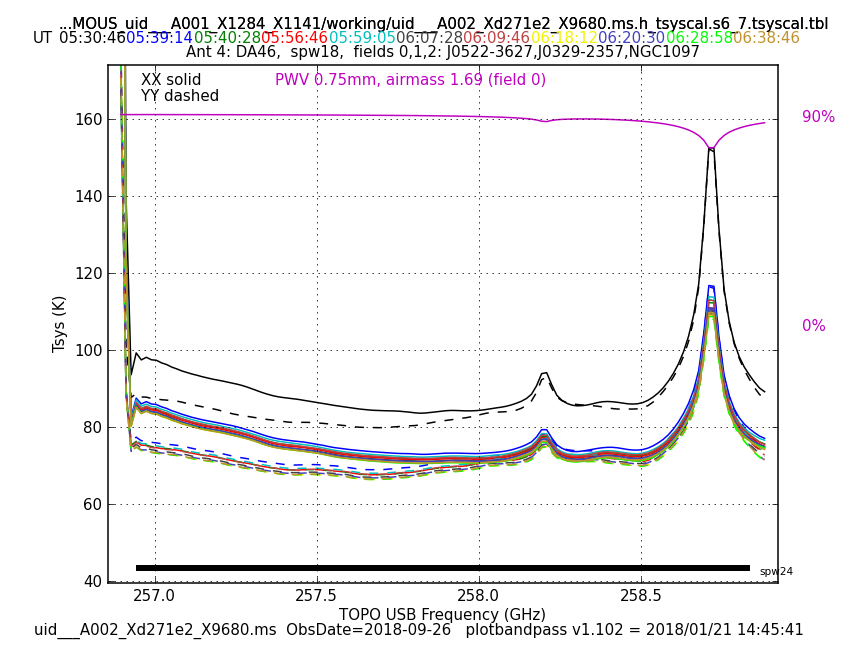 ...MOUS_uid___A001_X1284_X1141/working/uid___A002_Xd271e2_X9680.ms.h_tsyscal.s6_7.tsyscal.tbl
UT 05:30:46 05:39:14 05:40:28 05:56:46 05:59:05 06:07:28 06:09:46 06:18:12 06:20:30 06:28:58 06:38:46
Ant 4: DA46,  spw18,  fields 0,1,2: J0522-3627,J0329-2357,NGC1097
XX solid
PWV 0.75mm, airmass 1.69 (field 0)
YY dashed
160
90%
140
120
Tsys (K)
0%
100
80
60
spw24
40
257.0 257.5 258.0 258.5
TOPO USB Frequency (GHz)
uid___A002_Xd271e2_X9680.ms  ObsDate=2018-09-26   plotbandpass v1.102 = 2018/01/21 14:45:41